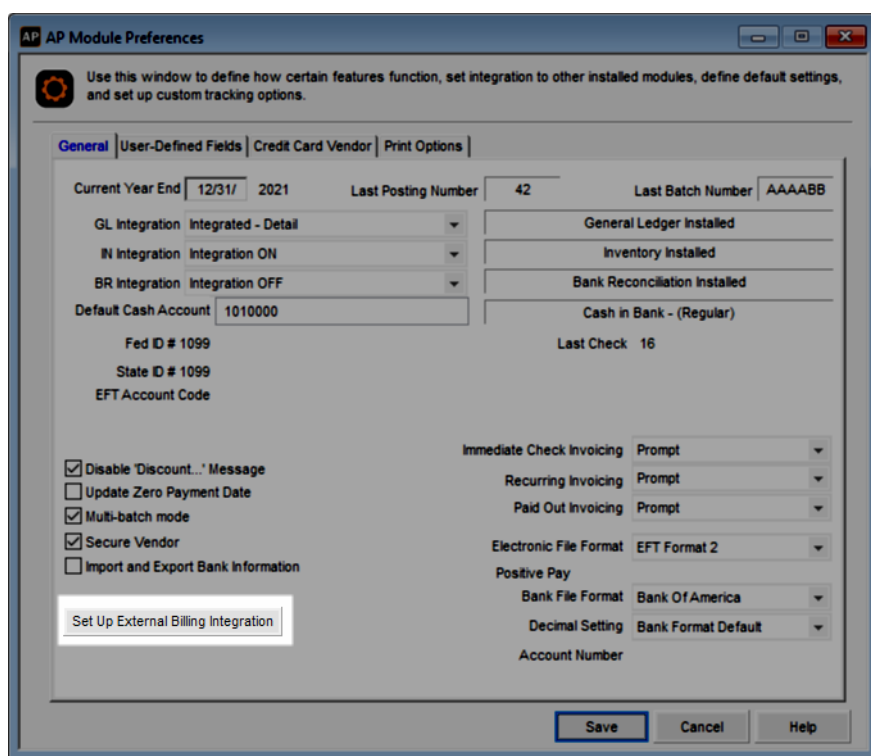 AP AP Module Preferences
Use this window to define how certain features function, set integration to other installed modules, define default settings,
and set up custom tracking options.
General User-Defined Fields Credit Card Vendor Print Options
Current Year End 12/31/ 2021 Last Posting Number 42 Last Batch Number AAAABB
GL Integration Integrated - Detail General Ledger Installed
IN Integration Integration ON Inventory Installed
BR Integration Integration OFF Bank Reconciliation Installed
Default Cash Account 1010000 Cash in Bank - (Regular)
Fed ID # 1099 Last Check 16
State ID # 1099
EFT Account Code
Immediate Check Invoicing Prompt
Disable 'Discount...' Message
Recurring Invoicing Prompt
Update Zero Payment Date
Paid Out Invoicing Prompt
Multi-batch mode
Secure Vendor Electronic File Format EFT Format 2
Import and Export Bank Information Positive Pay
Bank File Format Bank Of America
Set Up External Billing Integration Decimal Setting Bank Format Default
Account Number
Save Cancel Help